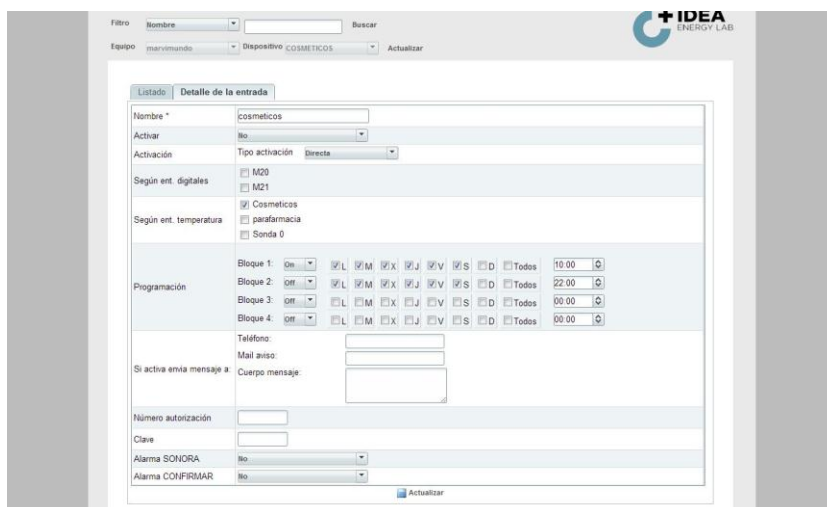 Filtro Nombre Buscar
+IDEA
ENERGY LAB
Equipo marvimundo Dispositivo COSMETICOS Actualizar
Listado Detalle de la entrada
Nombre * cosmeticos
Activar No
Activación Tipo activación Directa
Según ent. digitales M20
M21
Según ent. temperatura Cosmeticos
parafarmacia
Sonda 0
Programación
Bloque 1: On L M X J V S D Todos 10:00
Bloque 2: Off L M X J V S D Todos 22:00
Bloque 3: Off L M X J V S D Todos 00:00
Bloque 4: Off L M X J V S D Todos 00:00
Si activa envia mensaje a: Teléfono:
Mail aviso:
Cuerpo mensaje:
Número autorización
Clave
Alarma SONORA No
Alarma CONFIRMAR No
Actualizar